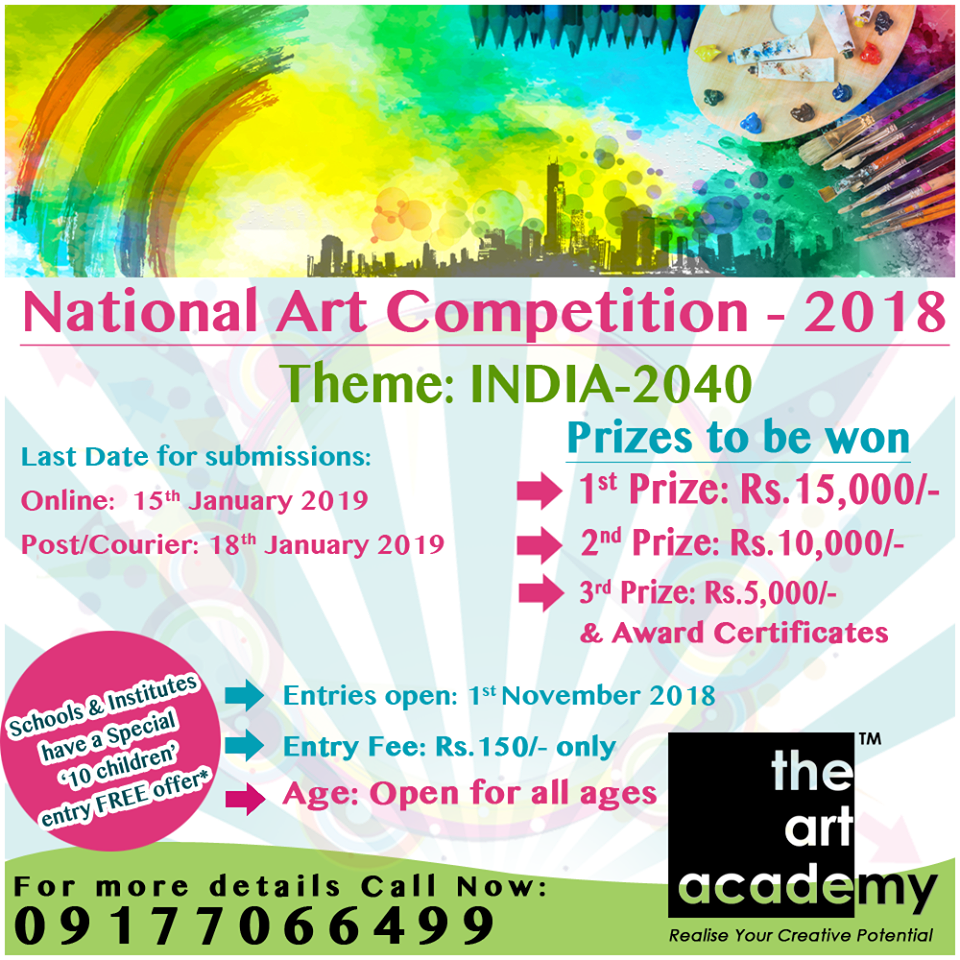 National Art Competition - 2018
Theme: INDIA-2040
Last Date for submissions:
Online: 15th January 2019
Post/Courier: 18th January 2019
Prizes to be won
1st Prize: Rs.15,000/-
2nd Prize: Rs.10,000/-
3rd Prize: Rs.5,000/-
& Award Certificates
Schools & Institutes
have a Special
‘10 children’
entry FREE offer*
Entries open: 1st November 2018
Entry Fee: Rs.150/- only
Age: Open for all ages
the
art
academy
TM
Realise Your Creative Potential
For more details Call Now:
09177066499